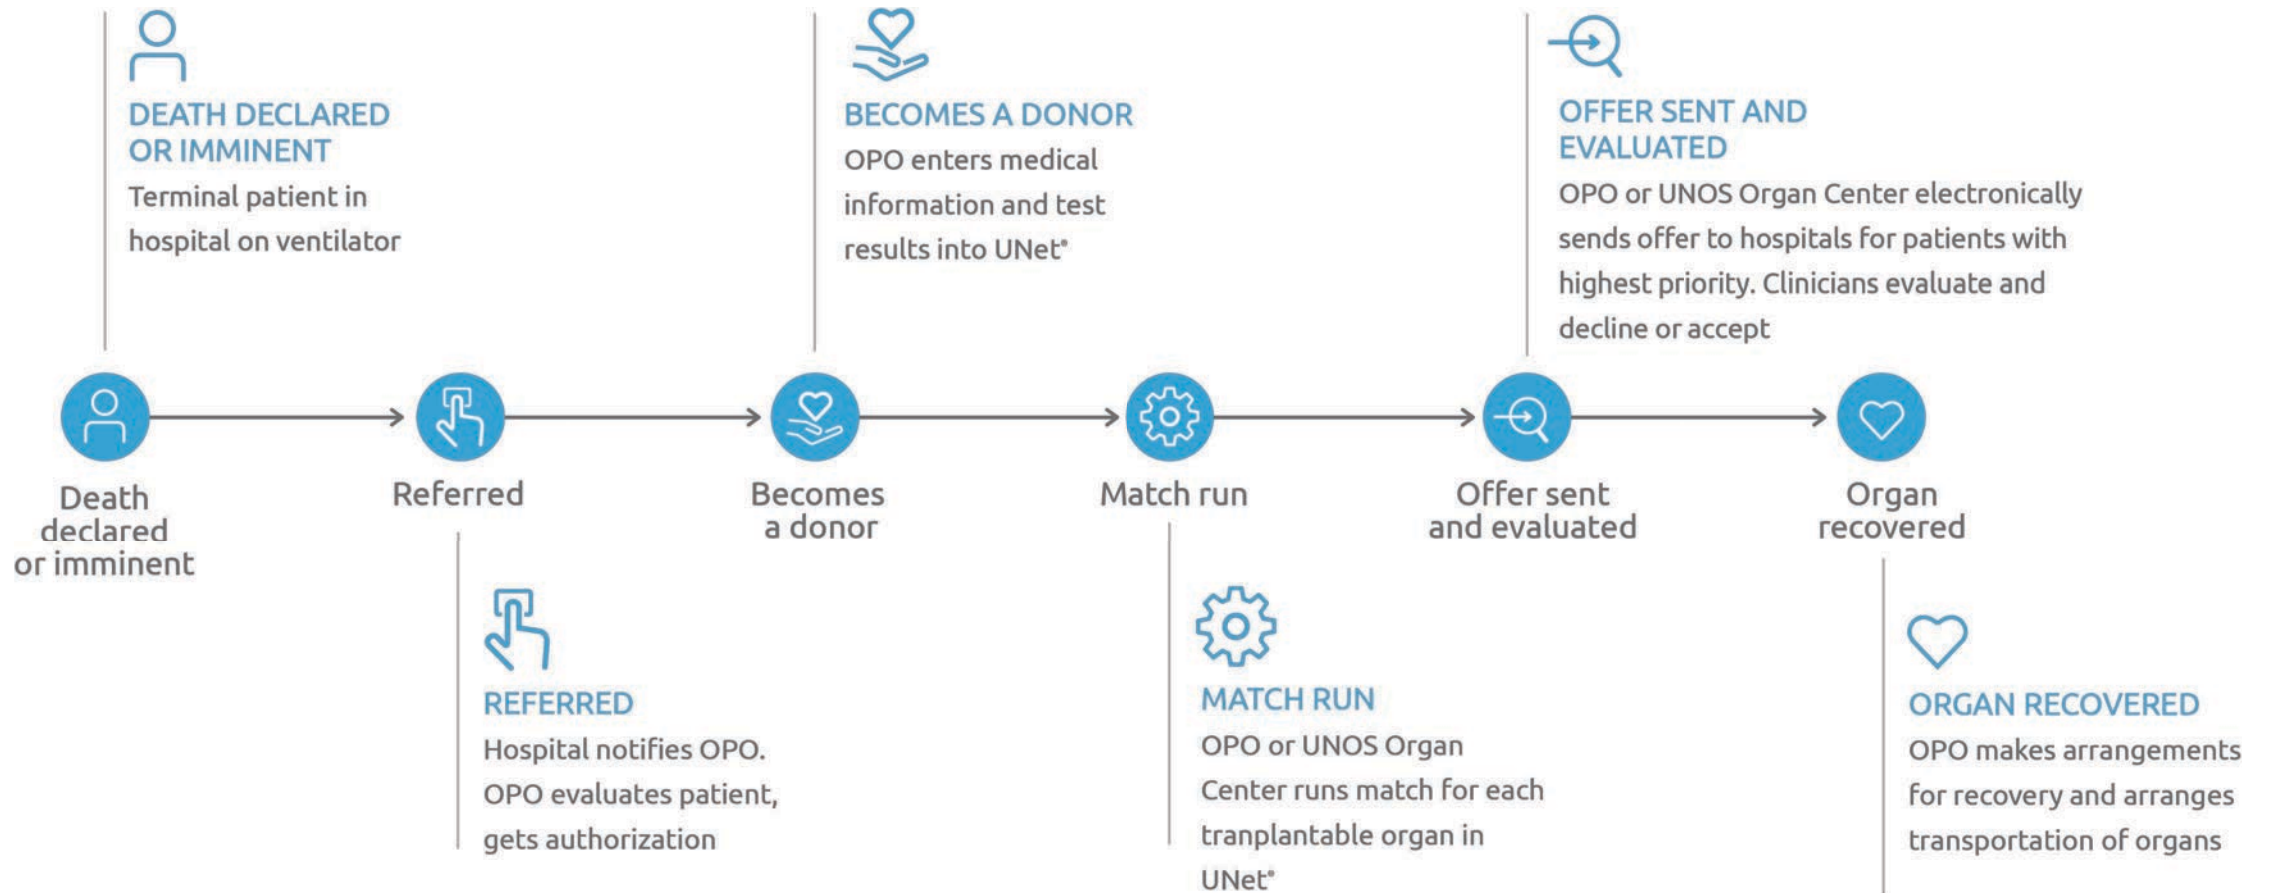 DEATH DECLARED
OR IMMINENT
Terminal patient in
hospital on ventilator
BECOMES A DONOR
OPO enters medical
information and test
results into UNet®
OFFER SENT AND
EVALUATED
OPO or UNOS Organ Center electronically
sends offer to hospitals for patients with
highest priority. Clinicians evaluate and
decline or accept
Death
declared
or imminent
Referred
Becomes
a donor
Match run
Offer sent
and evaluated
Organ
recovered
REFERRED
Hospital notifies OPO.
OPO evaluates patient,
gets authorization
MATCH RUN
OPO or UNOS Organ
Center runs match for each
tranplantable organ in
UNet®
ORGAN RECOVERED
OPO makes arrangements
for recovery and arranges
transportation of organs